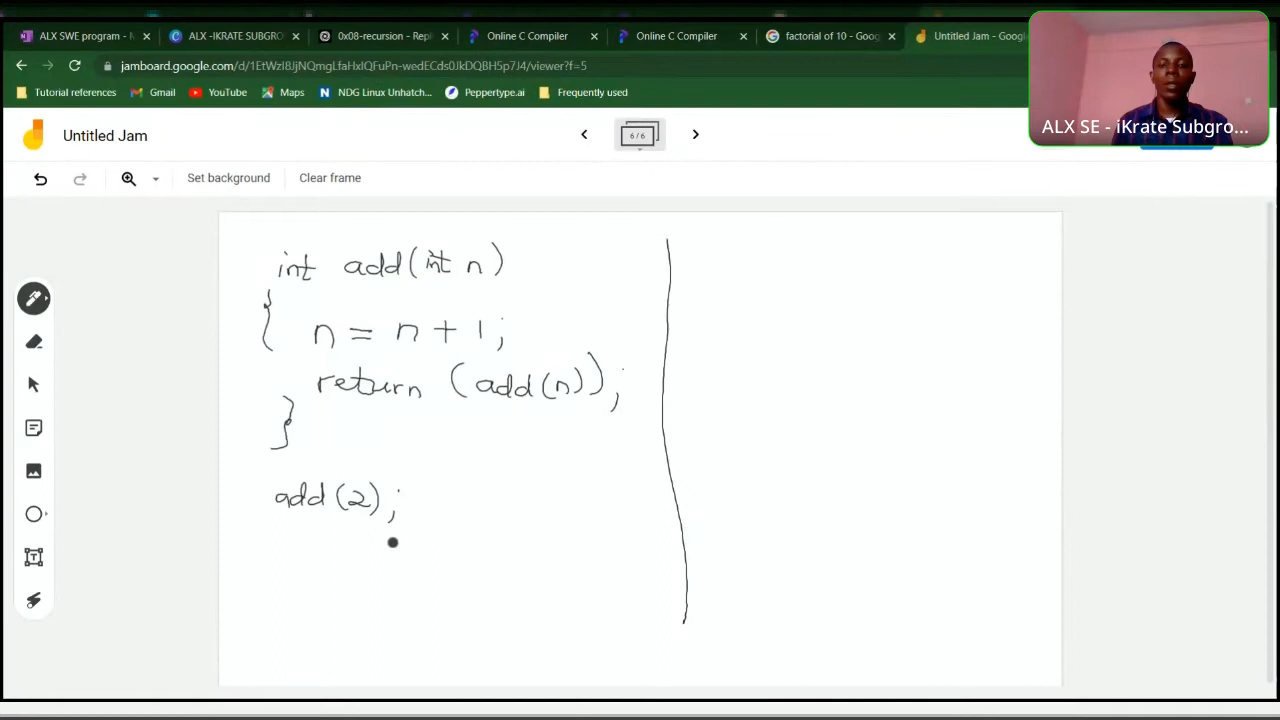 ALX SWE program - M
ALX -IKRATE SUBGRO
0x08-recursion - Repl
Online C Compiler
Online C Compiler
factorial of 10 - Goog
Untitled Jam - Google
jamboard.google.com/d/1EtWzI8JjNQmgLfaHxIQFuPn-wedECds0JkDQBH5p7J4/viewer?f=5
Tutorial references
Gmail
YouTube
Maps
NDG Linux Unhatch...
Peppertype.ai
Frequently used
ALX SE - iKrate Subgro...
Untitled Jam
6 / 6
Set background
Clear frame
int add(int n)
{
n = n + 1;
return (add(n));
}
add(2);